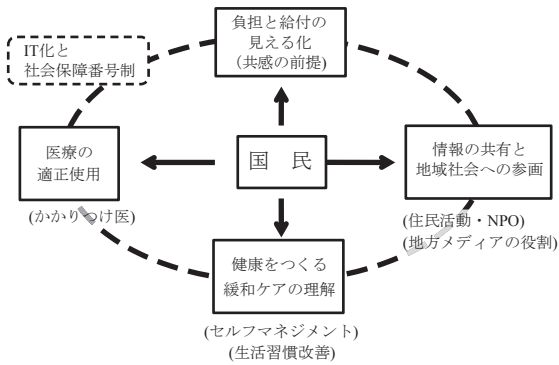 負担と給付の
見える化
（共感の前提）
IT化と
社会保障番号制
医療の
適正使用
(かかりつけ医)
国　民
情報の共有と
地域社会への参画
(住民活動・NPO)
(地方メディアの役割)
健康をつくる
緩和ケアの理解
(セルフマネジメント)
(生活習慣改善)